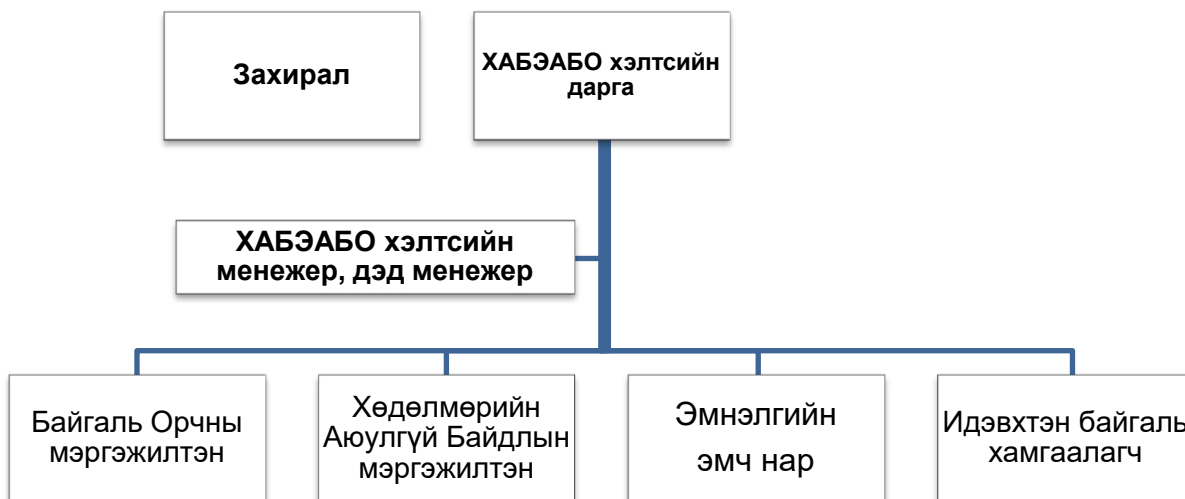 Захирал
ХАБЭАБО хэлтсийн
дарга
ХАБЭАБО хэлтсийн
менежер, дэд менежер
Байгаль Орчны
мэргэжилтэн
Хөдөлмөрийн
Аюулгүй Байдлын
мэргэжилтэн
Эмнэлгийн
эмч нар
Идэвхтэн байгаль
хамгаалагч